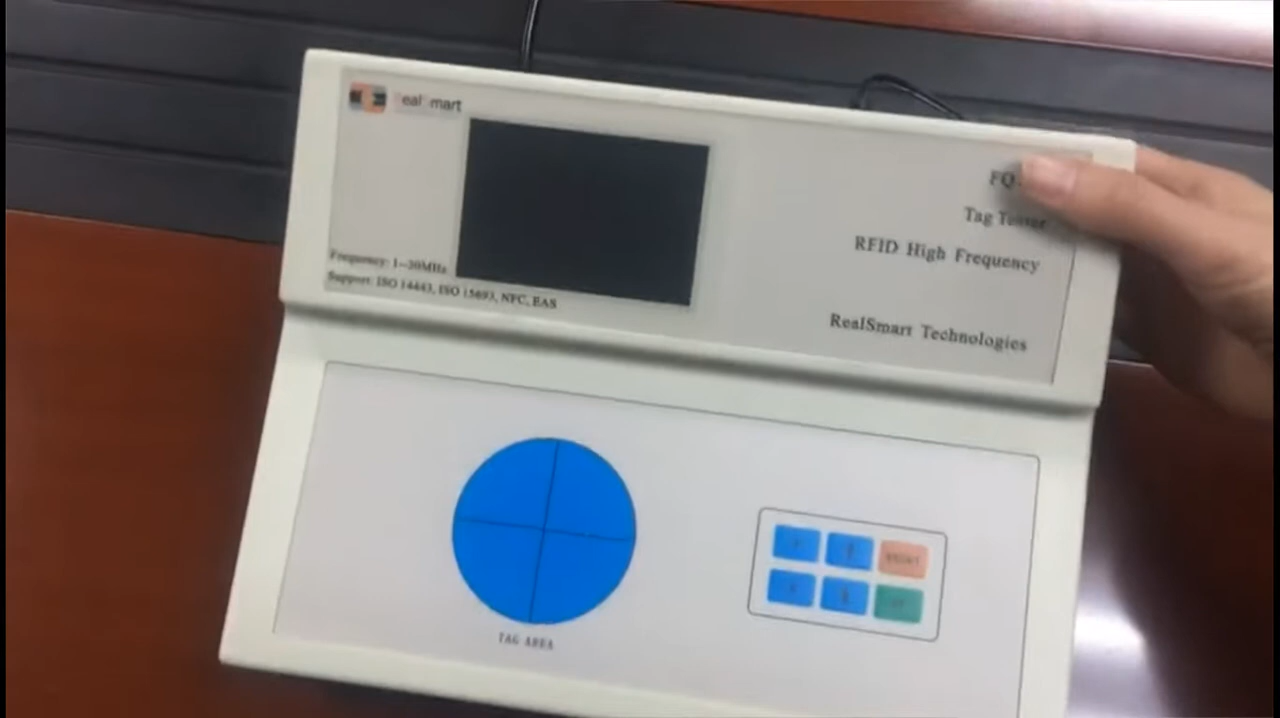 RealSmart
FQ
Tag Tester
RFID High Frequency
Frequency: 1~30MHz
Support: ISO 14443, ISO 15693, NFC, EAS
RealSmart Technologies
TAG AREA